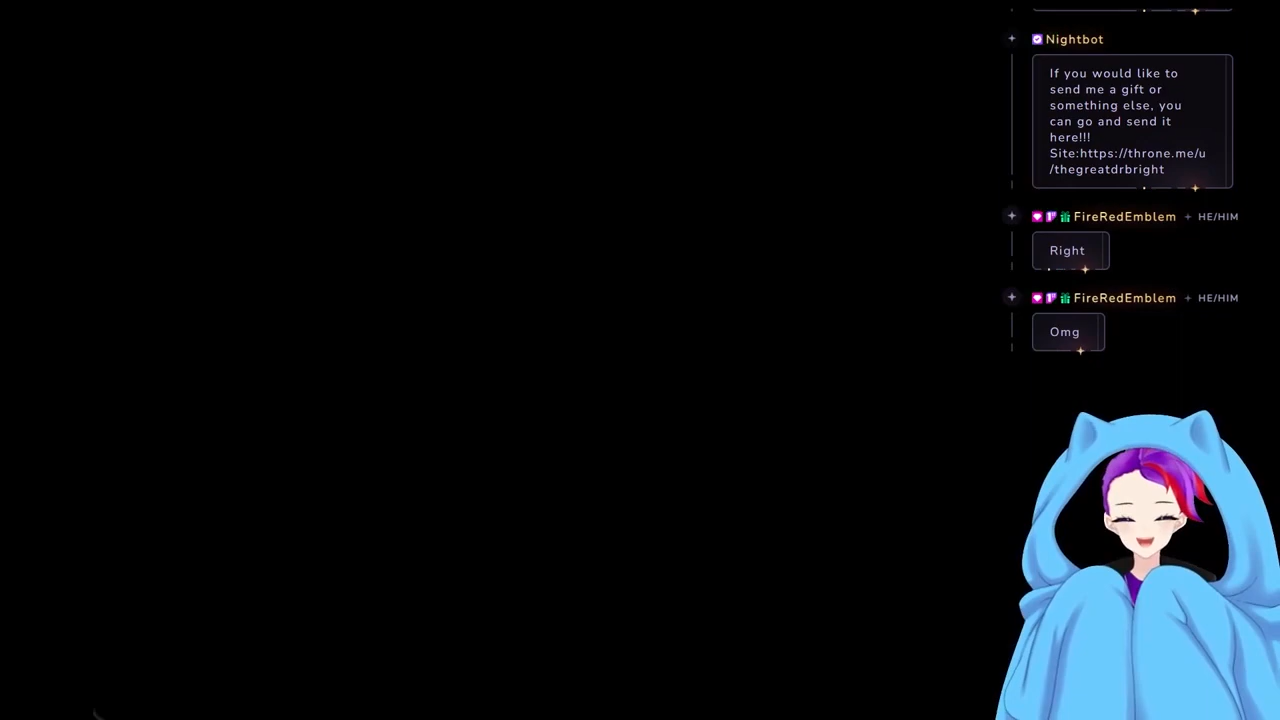 Nightbot
If you would like to
send me a gift or
something else, you
can go and send it
here!!!
Site:https://throne.me/u
/thegreatdrbright
FireRedEmblem HE/HIM
Right
FireRedEmblem HE/HIM
Omg